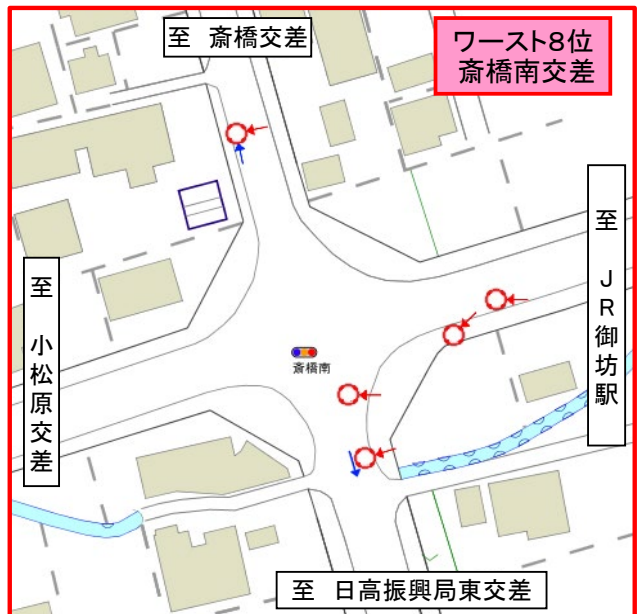 至 斎橋交差
ワースト8位
斎橋南交差
至 JR御坊駅
至 小松原交差
斎橋南
至 日高振興局東交差